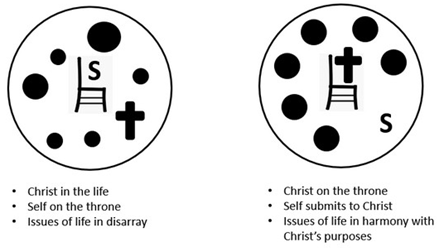 S
S
• Christ in the life
• Self on the throne
• Issues of life in disarray
• Christ on the throne
• Self submits to Christ
• Issues of life in harmony with
Christ's purposes